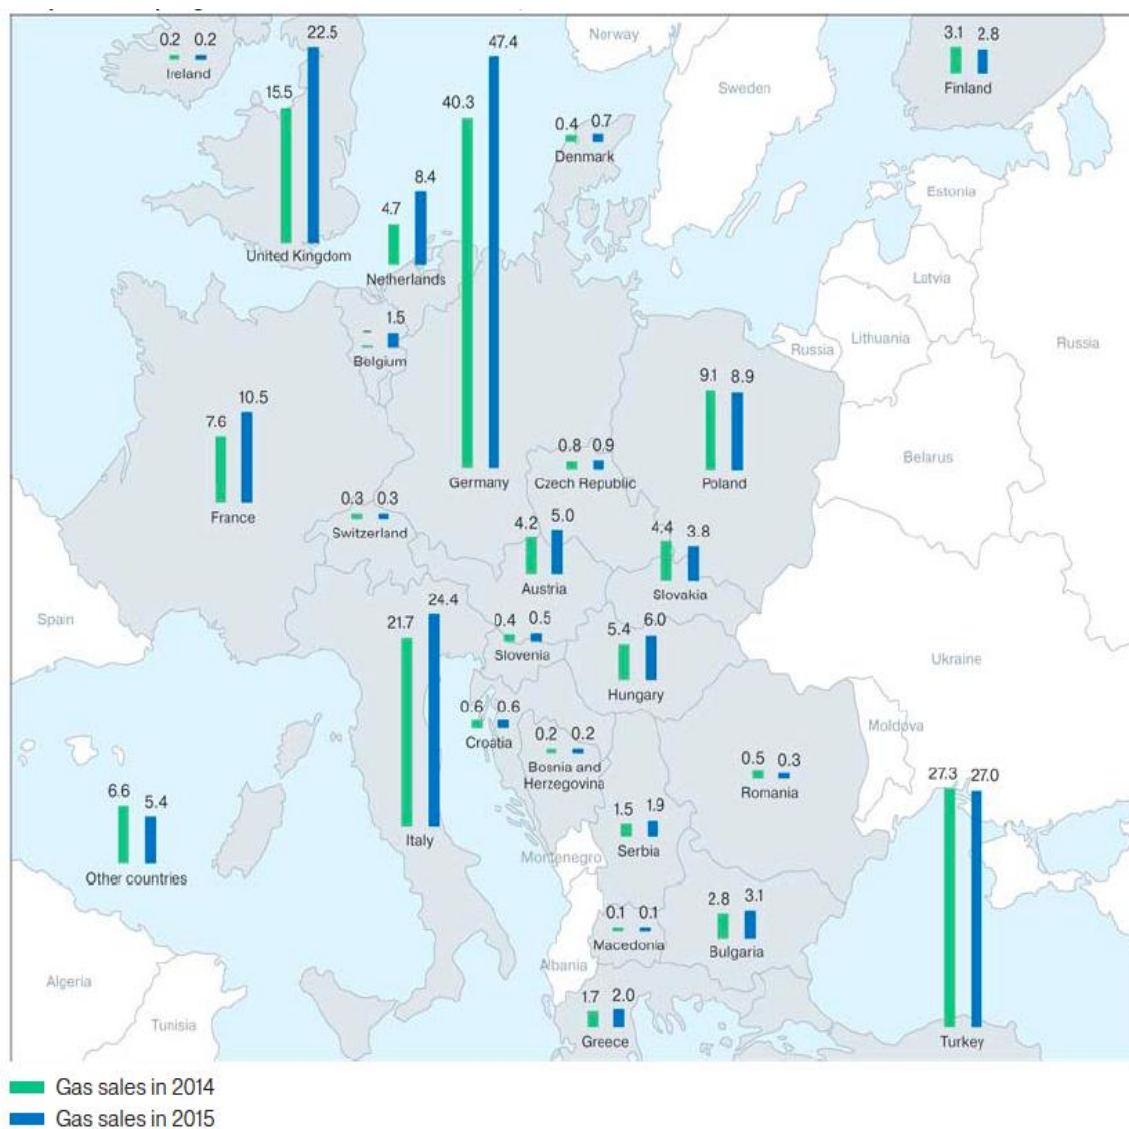 0.2 0.2
Ireland
22.5
15.5
United Kingdom
Norway
47.4
40.3
Germany
Sweden
3.1 2.8
Finland
0.4 0.7
Denmark
8.4
4.7
Netherlands
Estonia
Latvia
Lithuania
Russia
Russia
– 1.5
Belgium
10.5
7.6
France
9.1 8.9
Poland
Belarus
0.8 0.9
Czech Republic
0.3 0.3
Switzerland
4.2 5.0
Austria
4.4 3.8
Slovakia
Spain
24.4
21.7
Italy
0.4 0.5
Slovenia
5.4 6.0
Hungary
Ukraine
Moldova
0.6 0.6
Croatia
0.2 0.2
Bosnia and
Herzegovina
0.5 0.3
Romania
27.3 27.0
Turkey
6.6 5.4
Other countries
1.5 1.9
Serbia
Montenegro
2.8 3.1
Bulgaria
0.1 0.1
Macedonia
Albania
Algeria
Tunisia
1.7 2.0
Greece
Gas sales in 2014
Gas sales in 2015